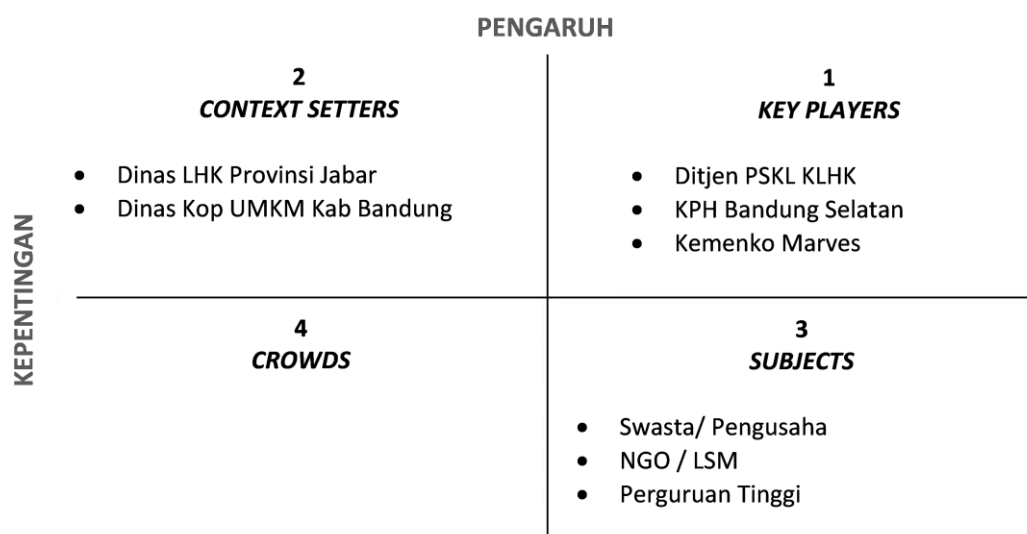 PENGARUH
KEPENTINGAN
2
CONTEXT SETTERS
• Dinas LHK Provinsi Jabar
• Dinas Kop UMKM Kab Bandung
1
KEY PLAYERS
• Ditjen PSKL KLHK
• KPH Bandung Selatan
• Kemenko Marves
4
CROWDS
3
SUBJECTS
• Swasta/ Pengusaha
• NGO / LSM
• Perguruan Tinggi